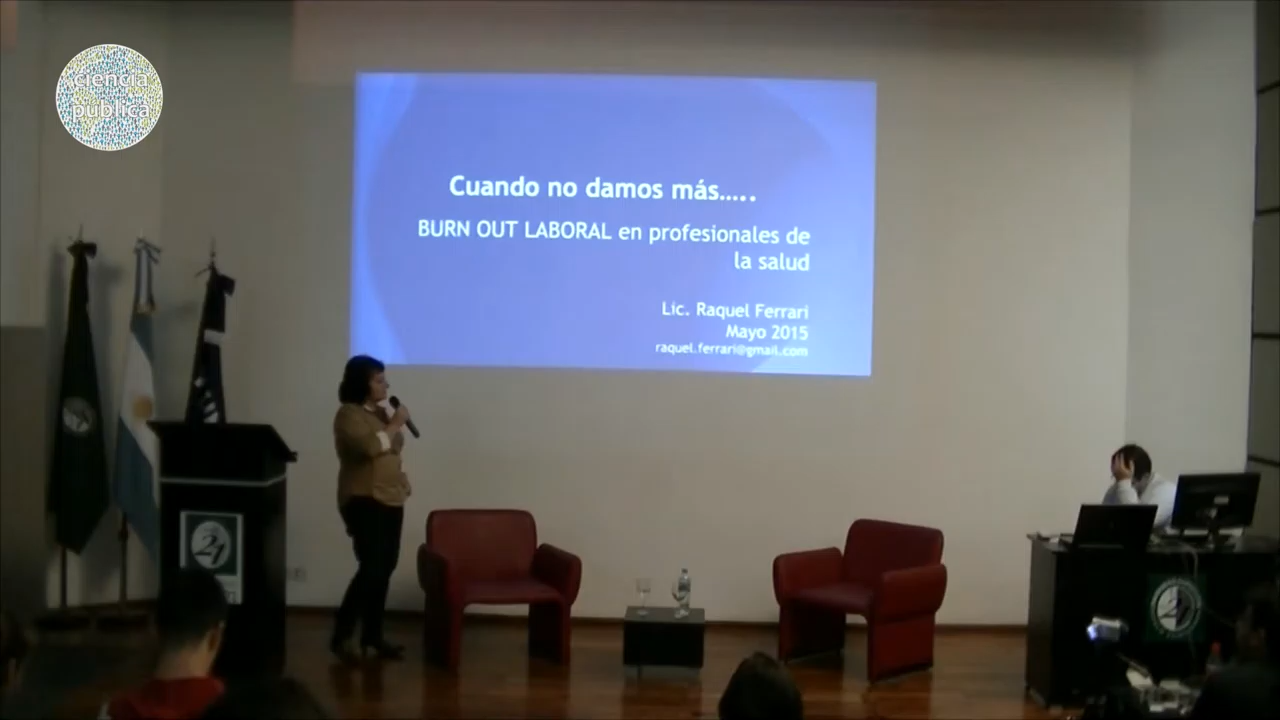 ciencia
pública
Cuando no damos más.....
BURN OUT LABORAL en profesionales de
la salud
Lic. Raquel Ferrari
Mayo 2015
raquel.ferrari@gmail.com
21